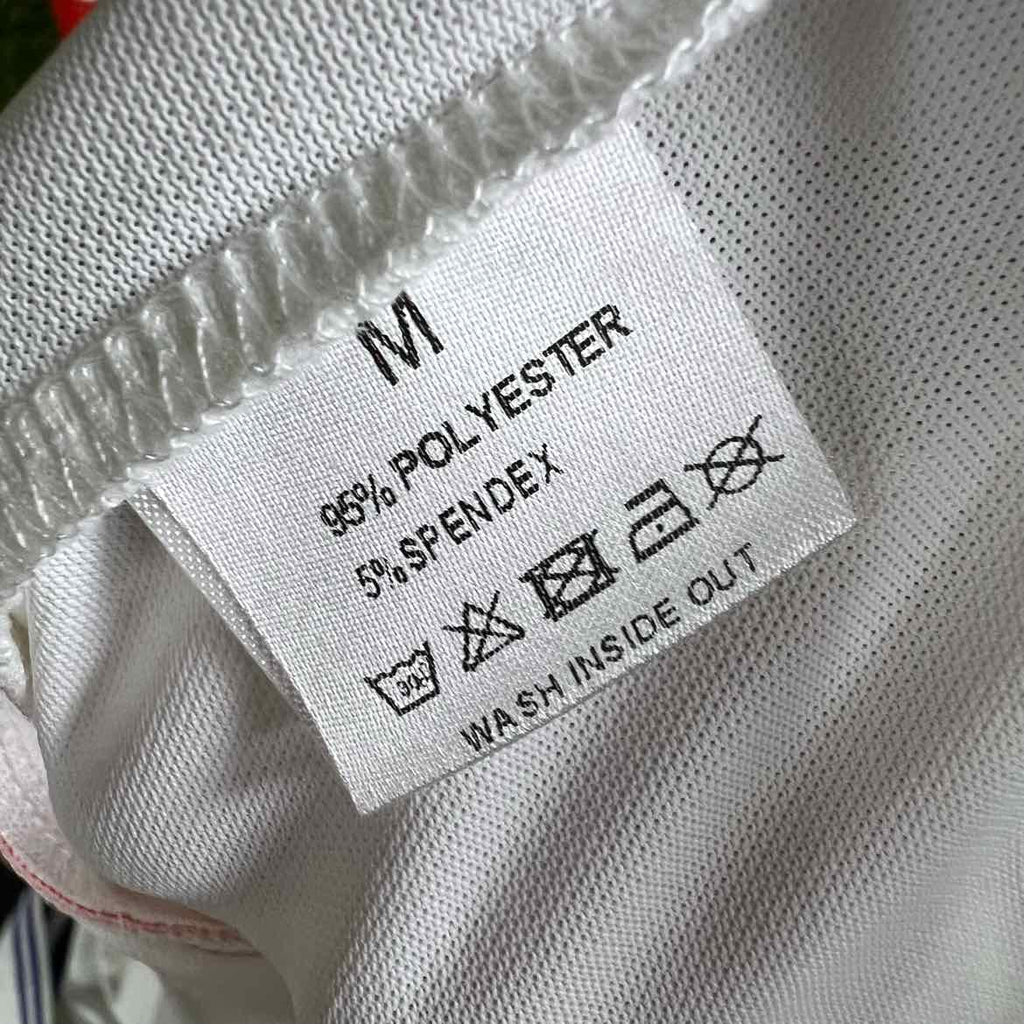 M
95% POLYESTER
5% SPENDEX
WASH INSIDE OUT